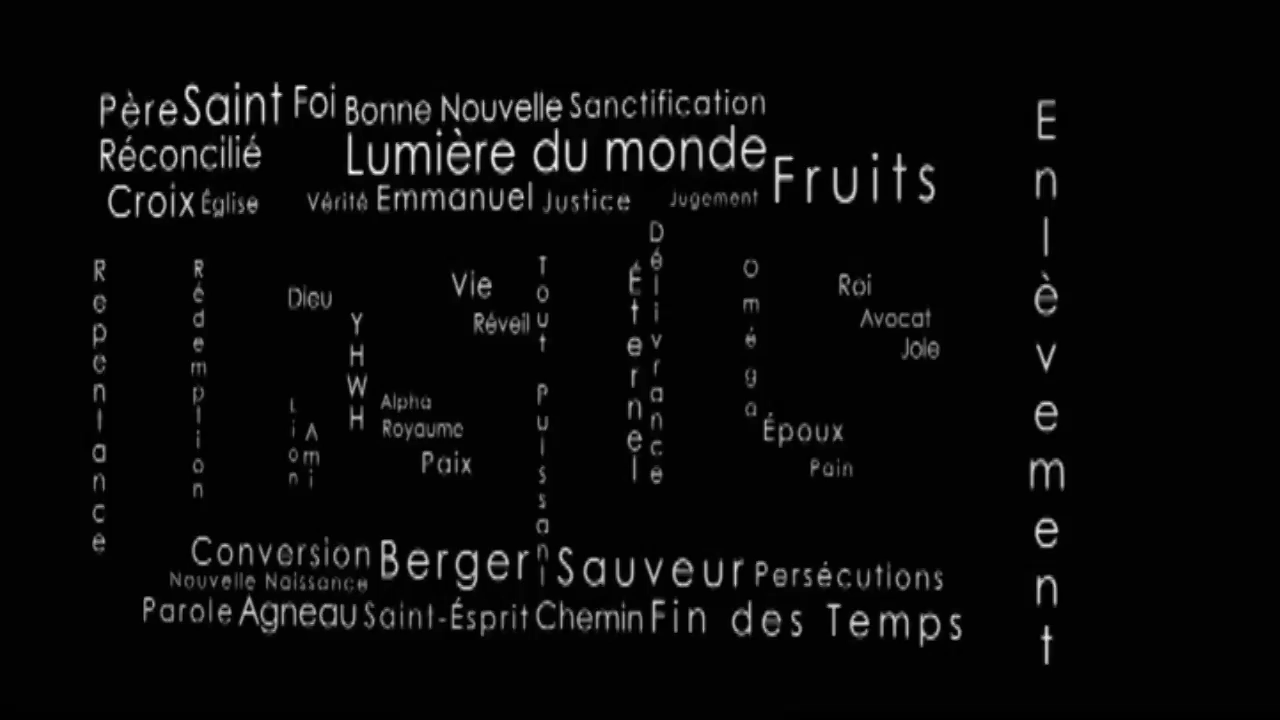 Père Saint Foi Bonne Nouvelle Sanctification
Réconcilié Lumière du monde Fruits
Croix Église Vérité Emmanuel Justice Jugement
Enlèvement
Repentance
Rédemption
Dieu
YHWH
Lion
Ami
Alpha
Royaume
Paix
Vie
Réveil
Tout Puissant
Éternel
Délivrance
Oméga
Roi
Avocat
Joie
Époux
Pain
Conversion Berger Sauveur Persécutions
Nouvelle Naissance
Parole Agneau Saint-Ésprit Chemin Fin des Temps